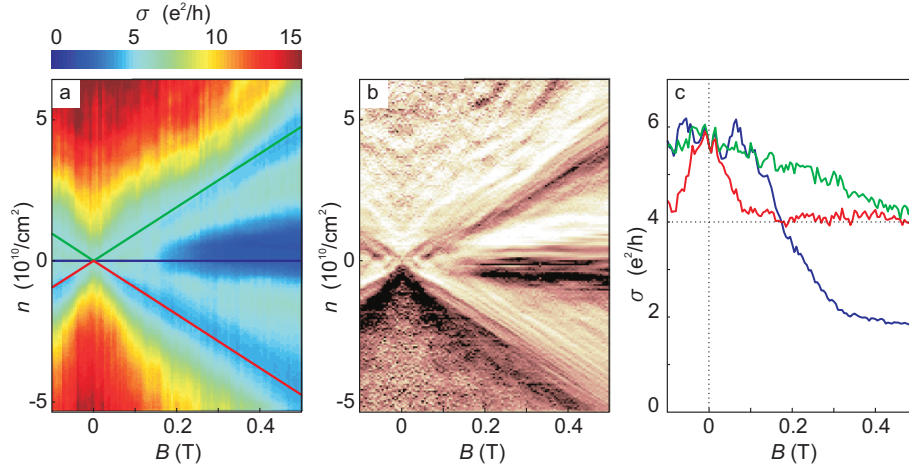 σ (e²/h)
0 5 10 15
a
5
0
-5
n (10¹⁰/cm²)
0 0.2 0.4
B (T)
b
5
0
-5
n (10¹⁰/cm²)
0 0.2 0.4
B (T)
c
6
4
2
0
σ (e²/h)
0 0.2 0.4
B (T)